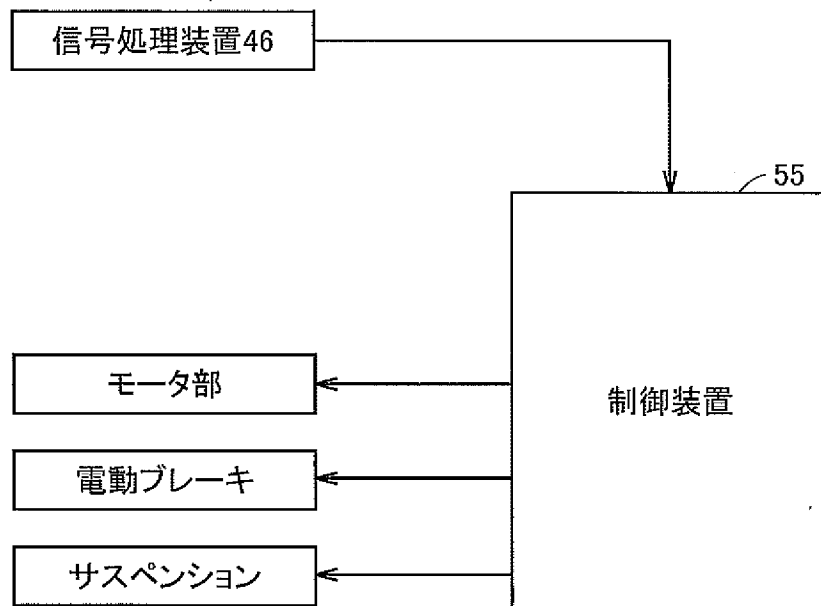 信号処理装置46
55
モータ部
制御装置
電動ブレーキ
サスペンション